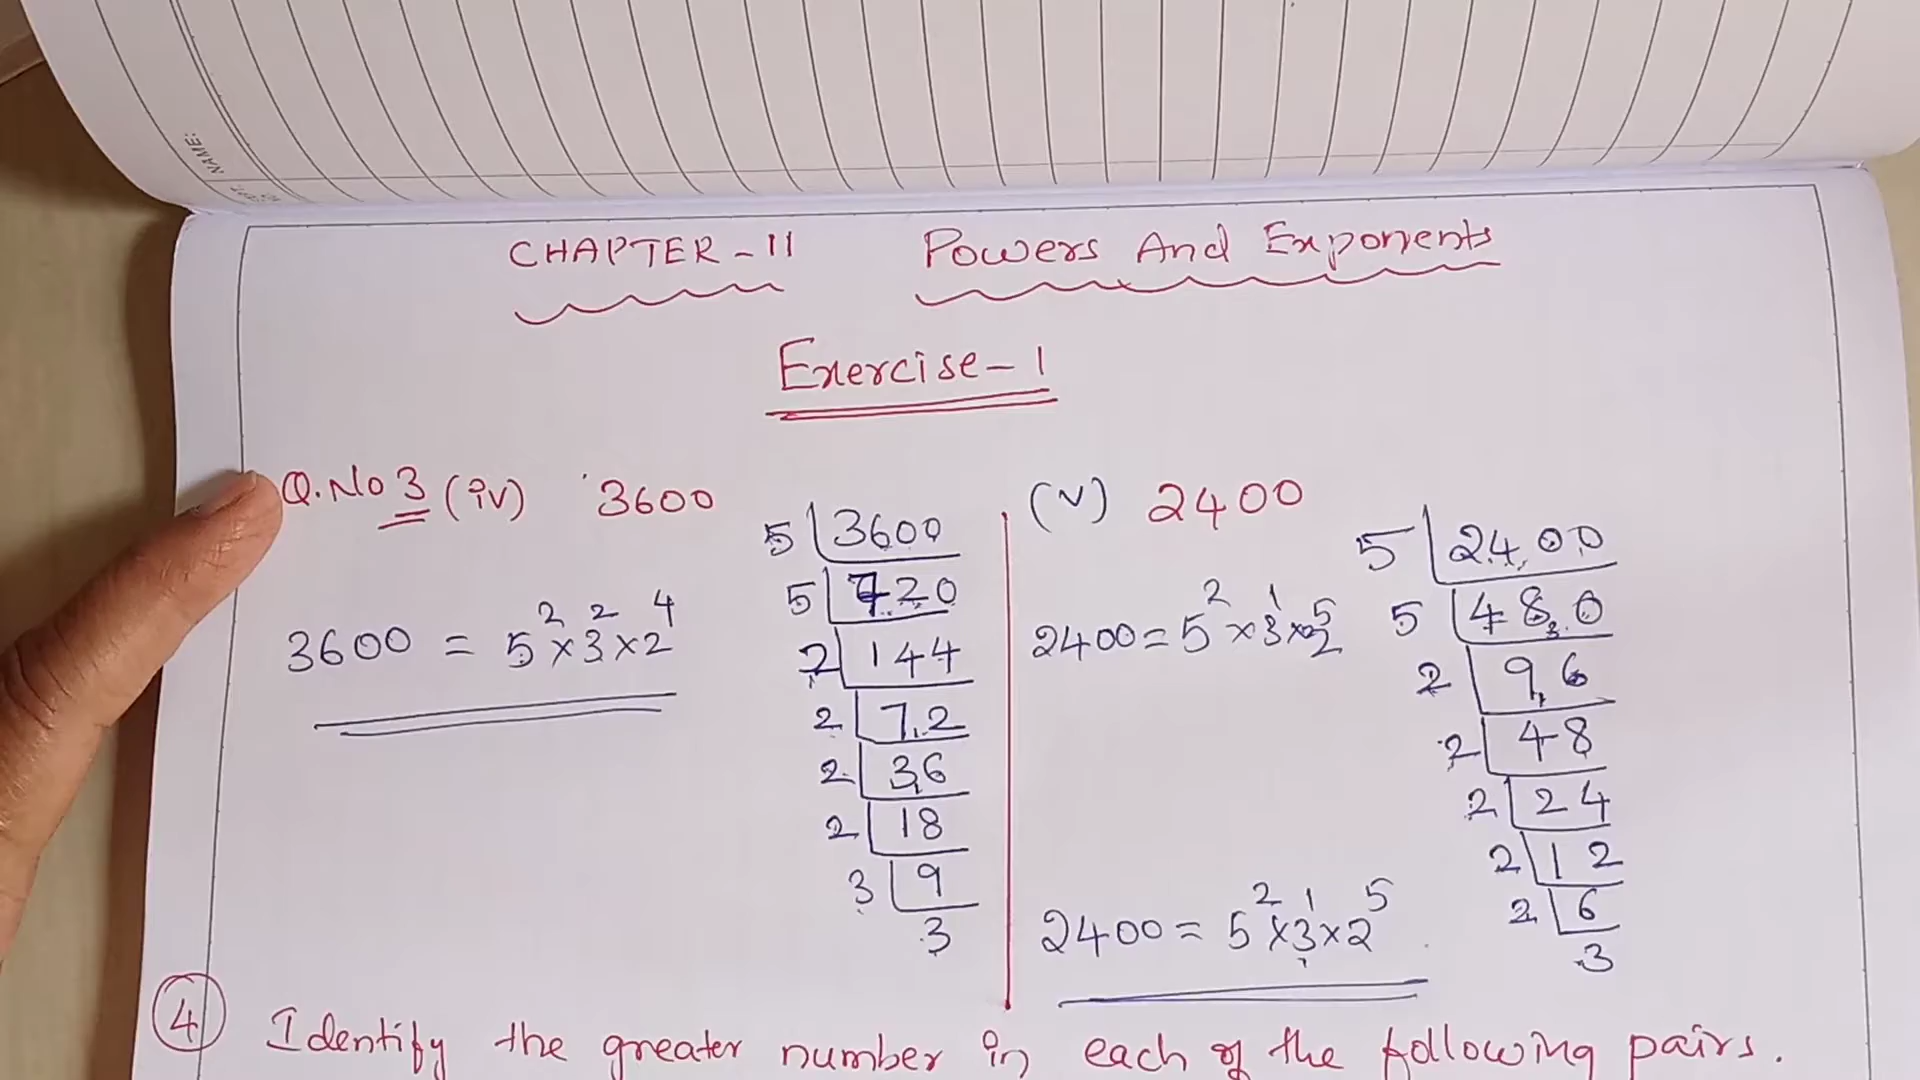 NAME:
CHAPTER-11 Powers And Exponents
Exercise-1
Q.No 3 (iv) 3600
5 3600
5 720
2 144
2 72
2 36
2 18
3 9
3
3600 = 5² x 3² x 2⁴
(v) 2400
5 2400
5 480
2 96
2 48
2 24
2 12
2 6
3
2400 = 5² x 3¹ x 2⁵
2400 = 5² x 3¹ x 2⁵
4 Identify the greater number in each of the following pairs.